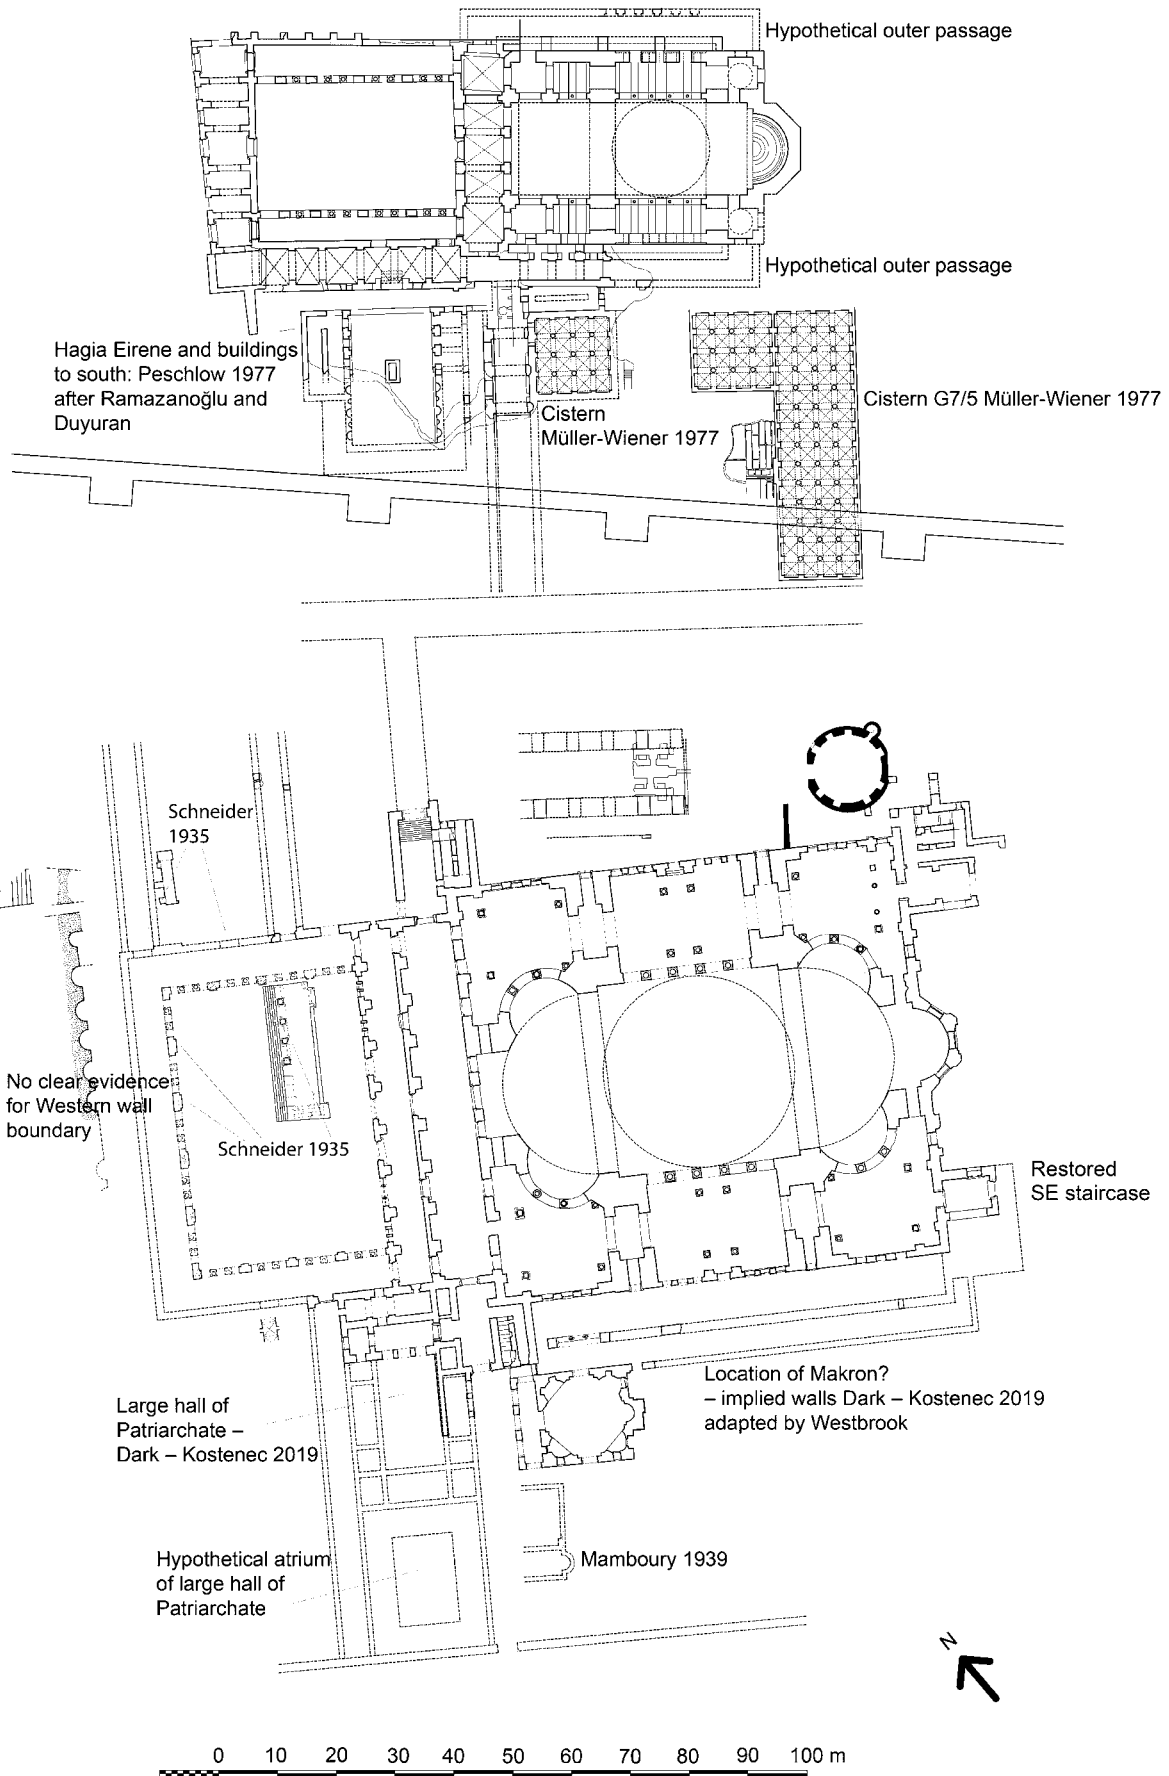 Hypothetical outer passage
Hypothetical outer passage
Hagia Eirene and buildings
to south: Peschlow 1977
after Ramazanoğlu and
Duyuran
Cistern
Müller-Wiener 1977
Cistern G7/5 Müller-Wiener 1977
Schneider
1935
No clear evidence
for Western wall
boundary
Schneider 1935
Restored
SE staircase
Location of Makron?
– implied walls Dark – Kostenec 2019
adapted by Westbrook
Large hall of
Patriarchate –
Dark – Kostenec 2019
Hypothetical atrium
of large hall of
Patriarchate
Mamboury 1939
N
0 10 20 30 40 50 60 70 80 90 100 m